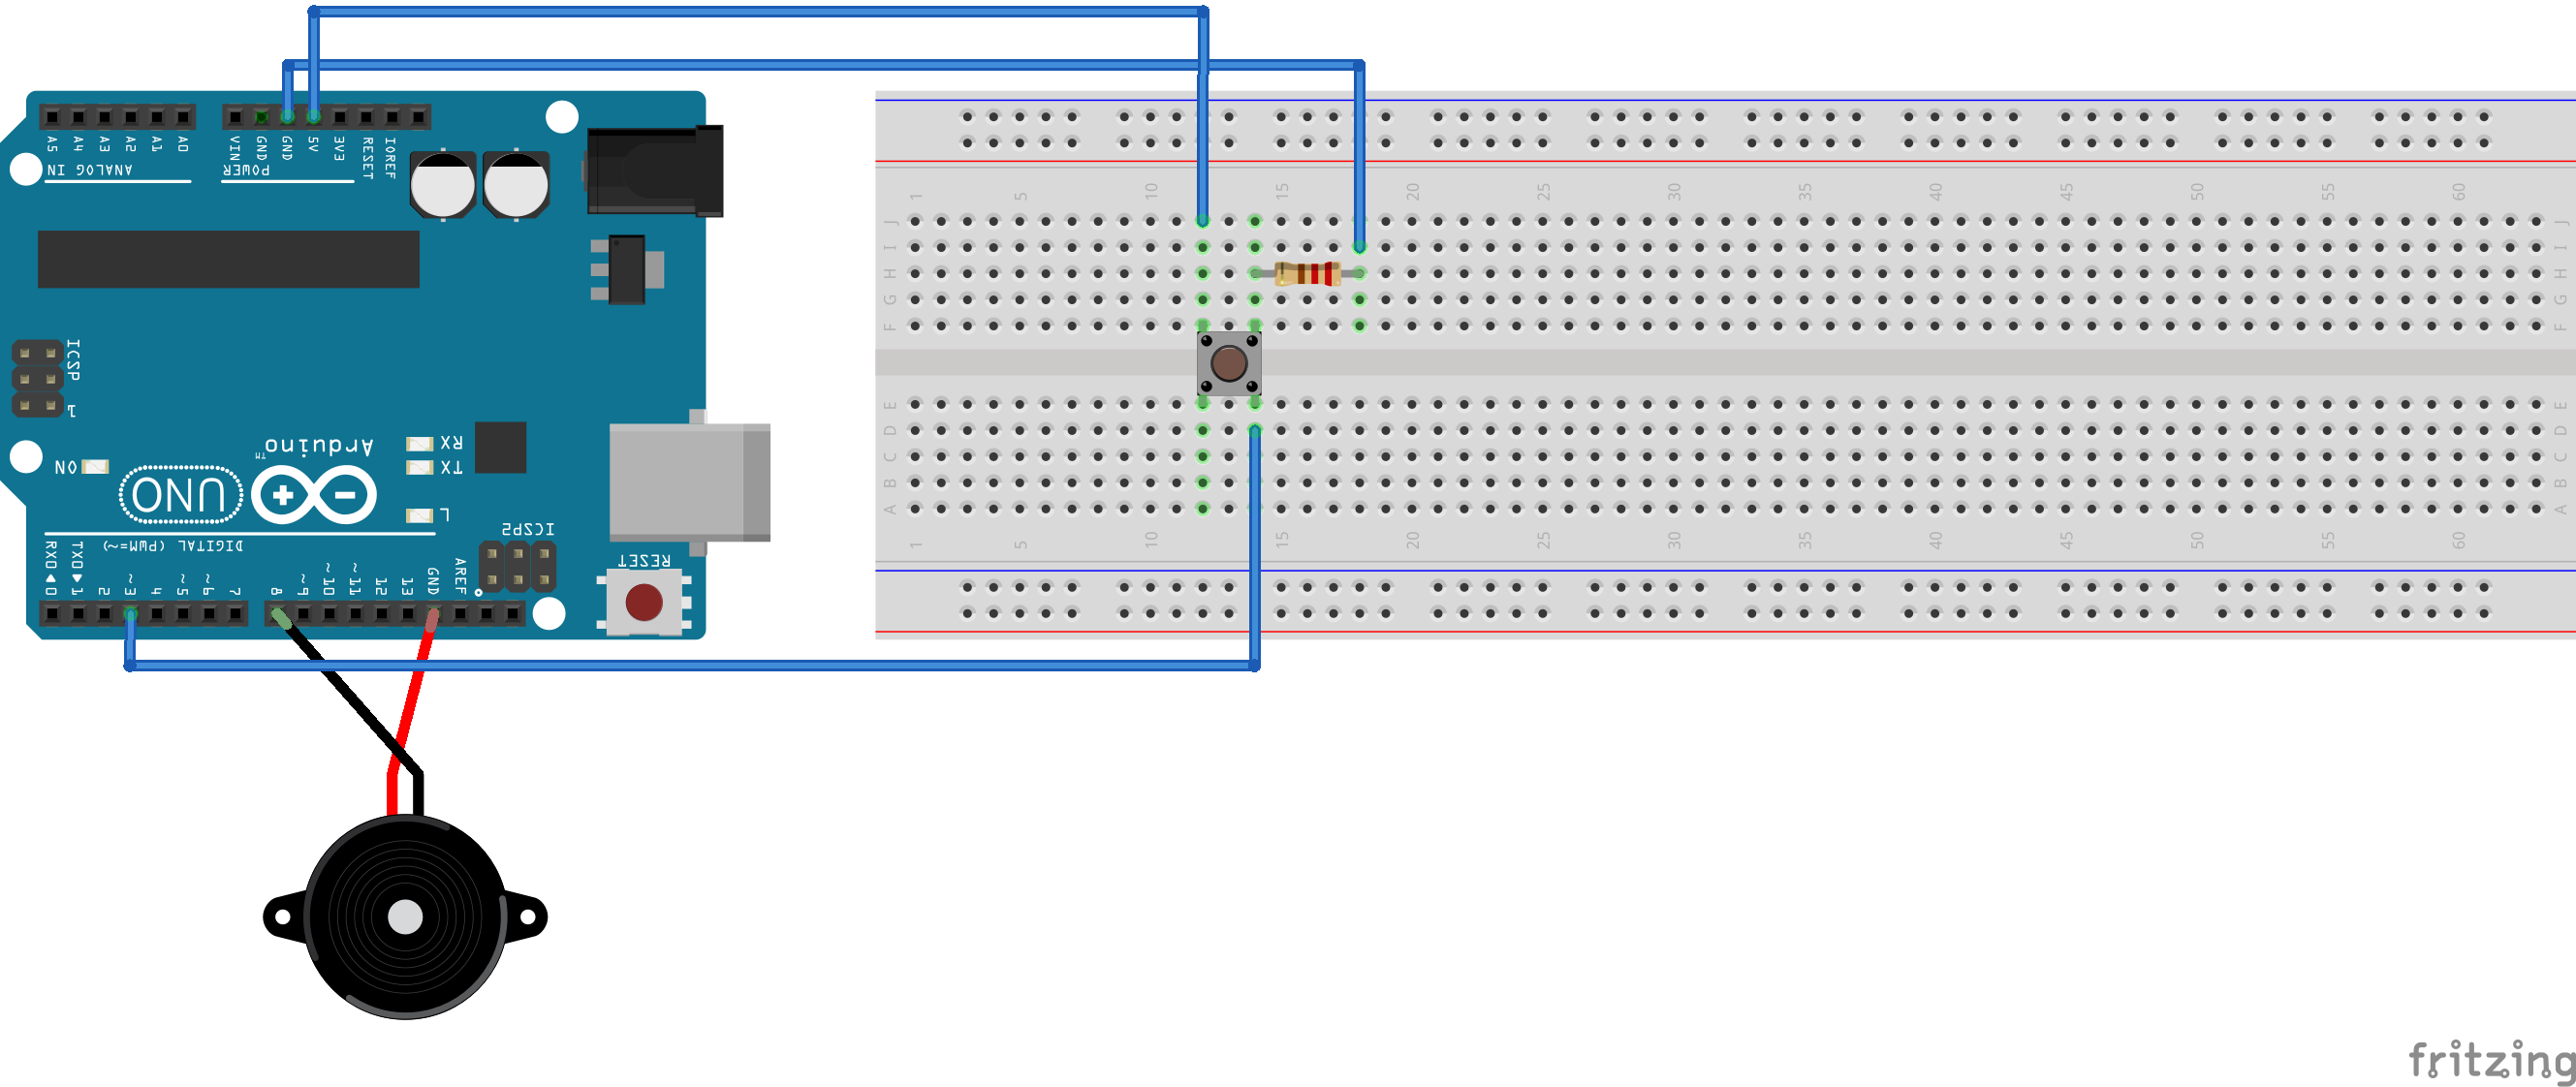 A5 A4 A3 A2 A1 A0
VIN GND GND 5V 3V3 RESET IOREF
ANALOG IN
POWER
ICSP
1
Arduino
TM
ON
UNO
RX
TX
L
ICSP2
RESET
DIGITAL (PWM=~)
RX0 TX0
0 1 2 ~3 4 ~5 ~6 7 8 ~9 ~10 ~11 12 13 GND AREF
1 5 10 15 20 25 30 35 40 45 50 55 60
J J
I I
H H
G G
F F
E E
D D
C C
B B
A A
1 5 10 15 20 25 30 35 40 45 50 55 60
fritzing